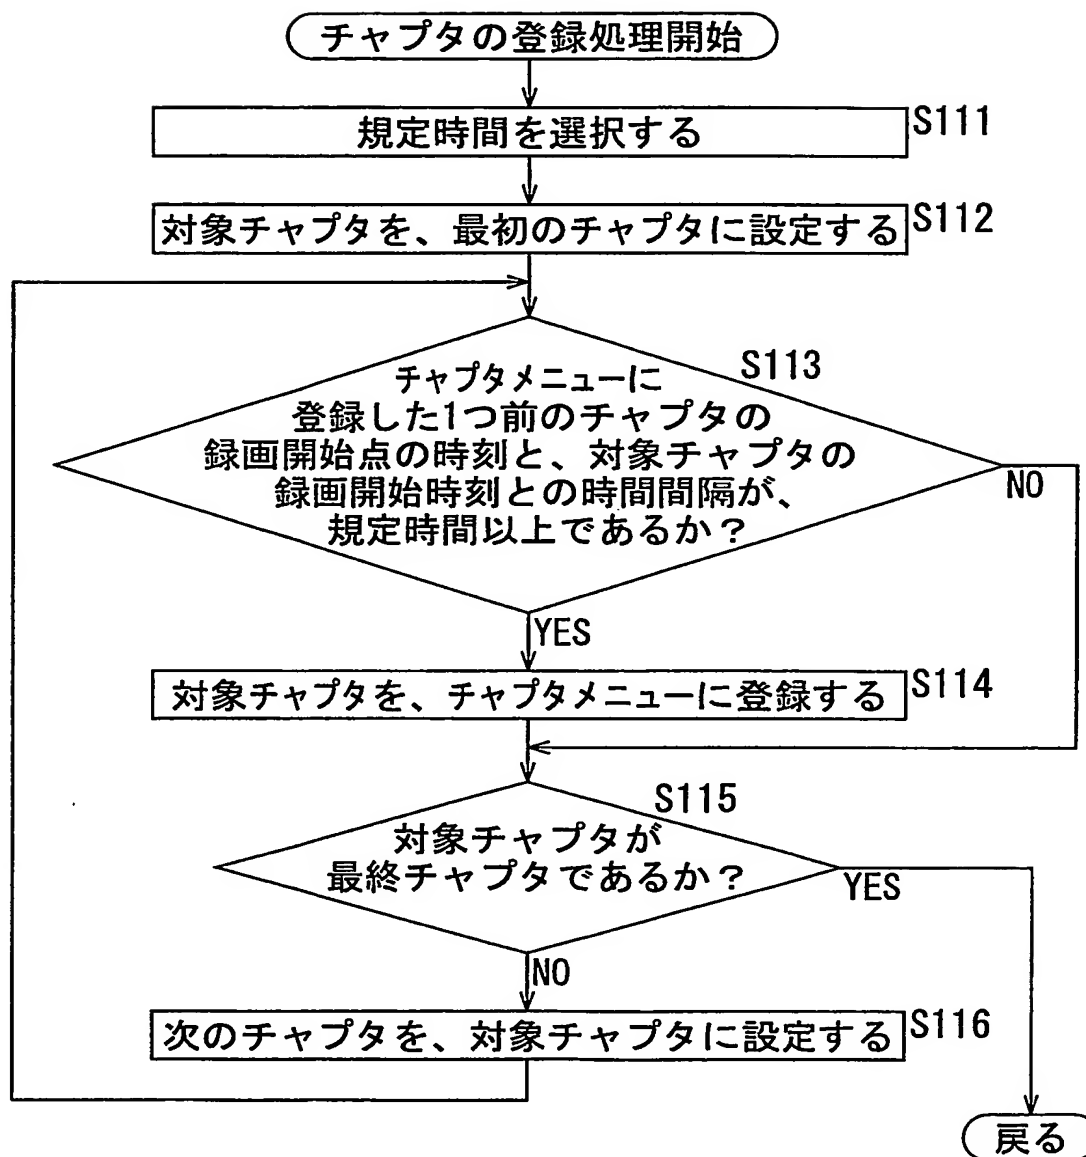 チャプタの登録処理開始
規定時間を選択する
S111
対象チャプタを、最初のチャプタに設定する
S112
S113
チャプタメニューに
登録した1つ前のチャプタの
録画開始点の時刻と、対象チャプタの
録画開始時刻との時間間隔が、
規定時間以上であるか?
NO
YES
対象チャプタを、チャプタメニューに登録する
S114
S115
対象チャプタが
最終チャプタであるか?
YES
NO
次のチャプタを、対象チャプタに設定する
S116
戻る